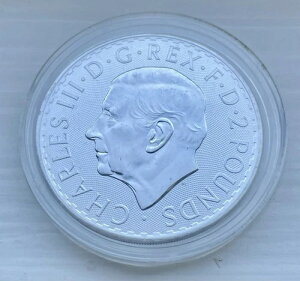 CHARLES III · D · G · REX · F · D · 2 POUNDS ·